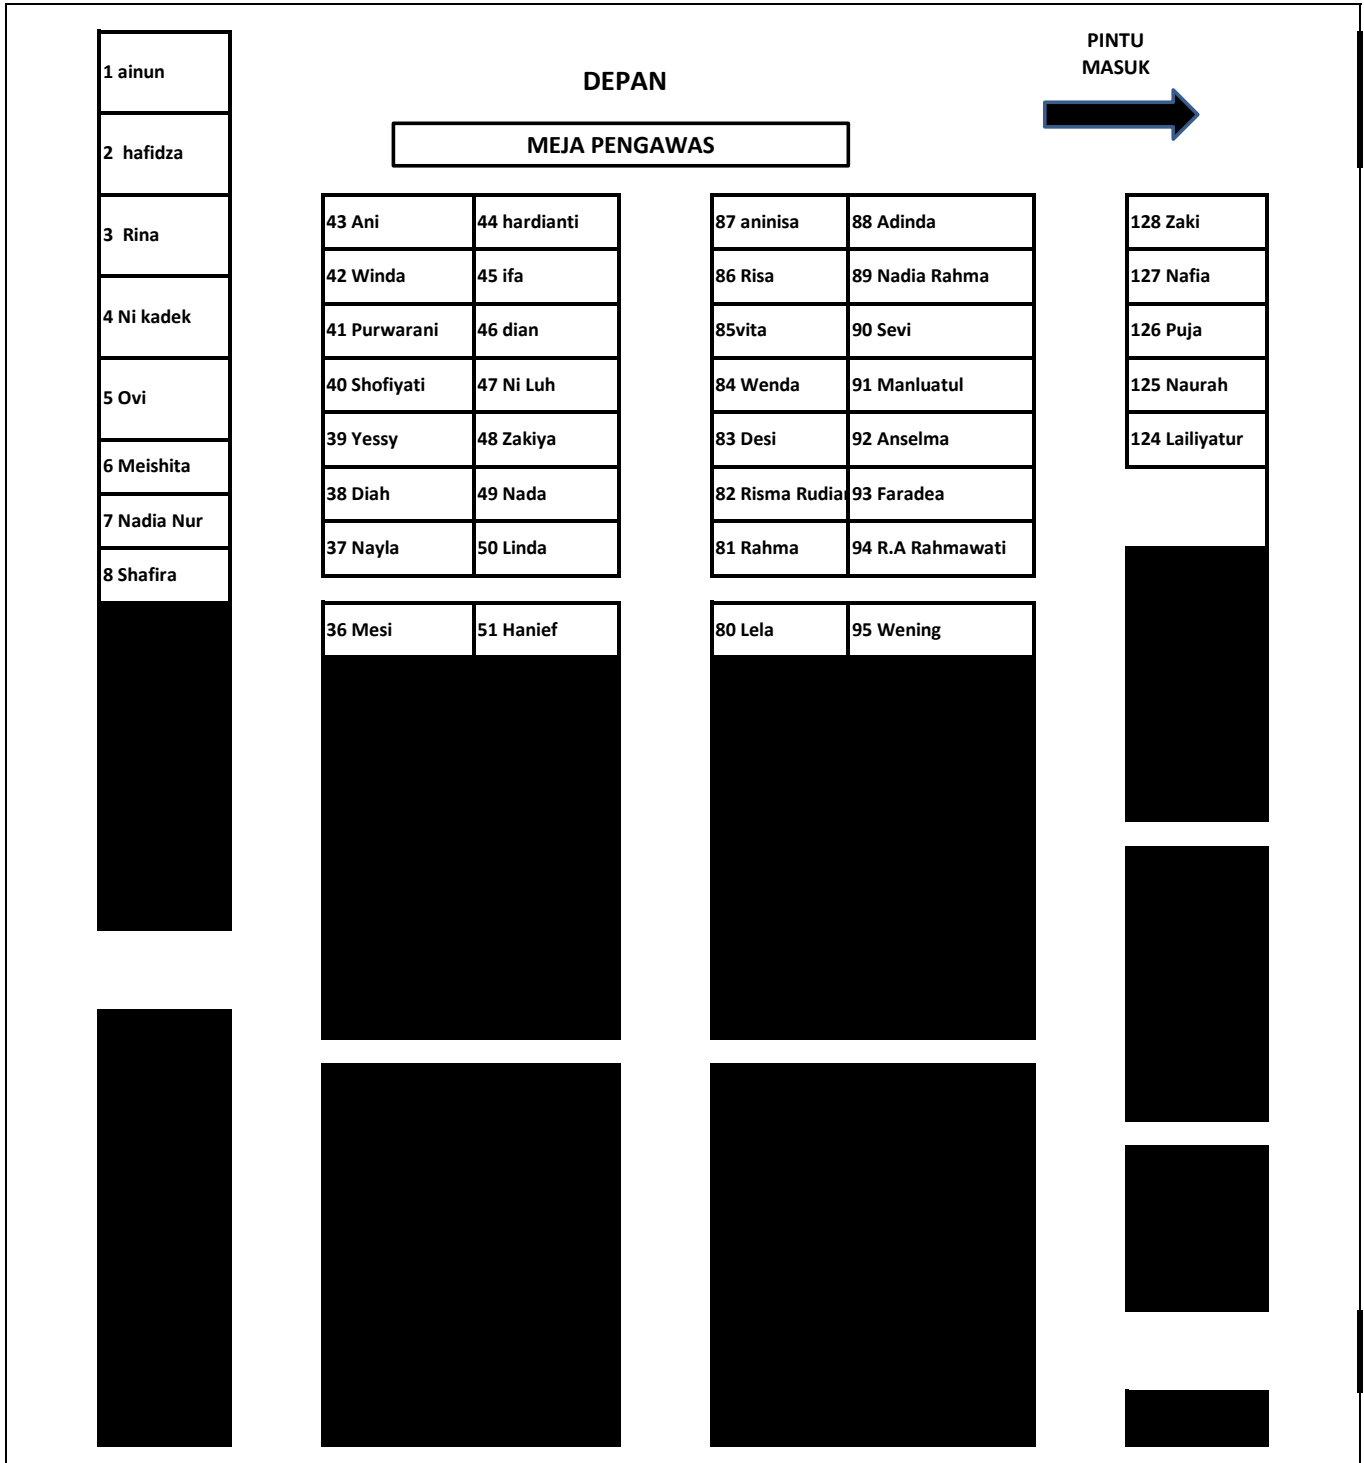 PINTU
MASUK
DEPAN
MEJA PENGAWAS
1 ainun
2 hafidza
3 Rina
4 Ni kadek
5 Ovi
6 Meishita
7 Nadia Nur
8 Shafira
43 Ani 44 hardianti
42 Winda 45 ifa
41 Purwarani 46 dian
40 Shofiyati 47 Ni Luh
39 Yessy 48 Zakiya
38 Diah 49 Nada
37 Nayla 50 Linda
36 Mesi 51 Hanief
87 aninisa 88 Adinda
86 Risa 89 Nadia Rahma
85vita 90 Sevi
84 Wenda 91 Manluatul
83 Desi 92 Anselma
82 Risma 93 Faradea
81 Rahma 94 R.A Rahmawati
80 Lela 95 Wening
128 Zaki
127 Nafia
126 Puja
125 Naurah
124 Lailiyatur